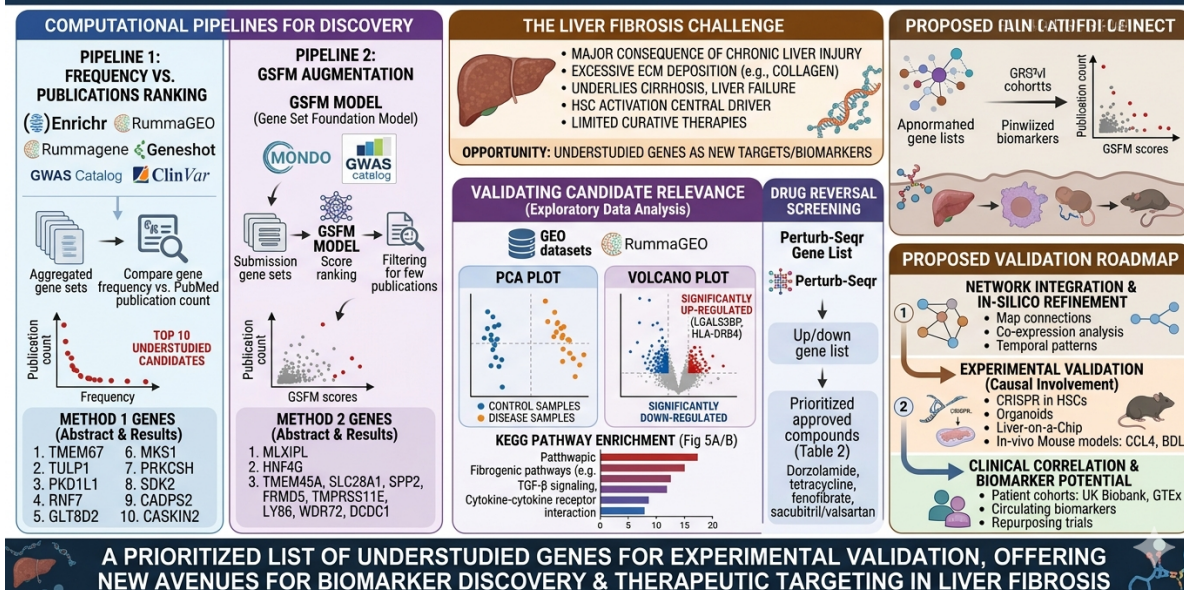 COMPUTATIONAL PIPELINES FOR DISCOVERY
PIPELINE 1:
FREQUENCY VS.
PUBLICATIONS RANKING
Enrichr
RummaGEO
Rummagene
Geneshot
GWAS Catalog
ClinVar
Aggregated
gene sets
Compare gene
frequency vs. PubMed
publication count
Publication
count
TOP 10
UNDERSTUDIED
CANDIDATES
Frequency
METHOD 1 GENES
(Abstract & Results)
1. TMEM67
2. TULP1
3. PKD1L1
4. RNF7
5. GLT8D2
6. MKS1
7. PRKCSH
8. SDK2
9. CADPS2
10. CASKIN2
PIPELINE 2:
GSFM AUGMENTATION
GSFM MODEL
(Gene Set Foundation Model)
MONDO
GWAS
catalog
Submission
gene sets
GSFM
MODEL
Score
ranking
Filtering
for few
publications
Publication
count
GSFM scores
METHOD 2 GENES
(Abstract & Results)
1. MLXIPL
2. HNF4G
3. TMEM45A, SLC28A1, SPP2,
FRMD5, TMPRSS11E,
LY86, WDR72, DCDC1
THE LIVER FIBROSIS CHALLENGE
• MAJOR CONSEQUENCE OF CHRONIC LIVER INJURY
• EXCESSIVE ECM DEPOSITION (e.g., COLLAGEN)
• UNDERLIES CIRRHOSIS, LIVER FAILURE
• HSC ACTIVATION CENTRAL DRIVER
• LIMITED CURATIVE THERAPIES
OPPORTUNITY: UNDERSTUDIED GENES AS NEW TARGETS/BIOMARKERS
VALIDATING CANDIDATE RELEVANCE
(Exploratory Data Analysis)
GEO
datasets
RummaGEO
PCA PLOT
CONTROL SAMPLES
DISEASE SAMPLES
VOLCANO PLOT
SIGNIFICANTLY
UP-REGULATED
(LGALS3BP,
HLA-DRB4)
SIGNIFICANTLY
DOWN-REGULATED
KEGG PATHWAY ENRICHMENT (Fig 5A/B)
Patthwapic
Fibrogenic pathways (e.g.
TGF-β signaling,
Cytokine-cytokine receptor
interaction
0 5 10 15 20
DRUG REVERSAL
SCREENING
Perturb-Seqr
Gene List
Perturb-Seqr
Up/down
gene list
Prioritized
approved
compounds
(Table 2)
Dorzolamide,
tetracycline,
fenofibrate,
sacubitril/valsartan
PROPOSED
Apnormahed
gene lists
cohortts
Pinwiized
biomarkers
Publication count
GSFM scores
PROPOSED VALIDATION ROADMAP
1
NETWORK INTEGRATION &
IN-SILICO REFINEMENT
• Map connections
• Co-expression analysis
• Temporal patterns
2
EXPERIMENTAL VALIDATION
(Causal Involvement)
CRISPR
• CRISPR in HSCs
• Organoids
• Liver-on-a-Chip
• In-vivo Mouse models: CCL4, BDL
CLINICAL CORRELATION &
BIOMARKER POTENTIAL
• Patient cohorts: UK Biobank, GTEx
• Circulating biomarkers
• Repurposing trials
A PRIORITIZED LIST OF UNDERSTUDIED GENES FOR EXPERIMENTAL VALIDATION, OFFERING
NEW AVENUES FOR BIOMARKER DISCOVERY & THERAPEUTIC TARGETING IN LIVER FIBROSIS